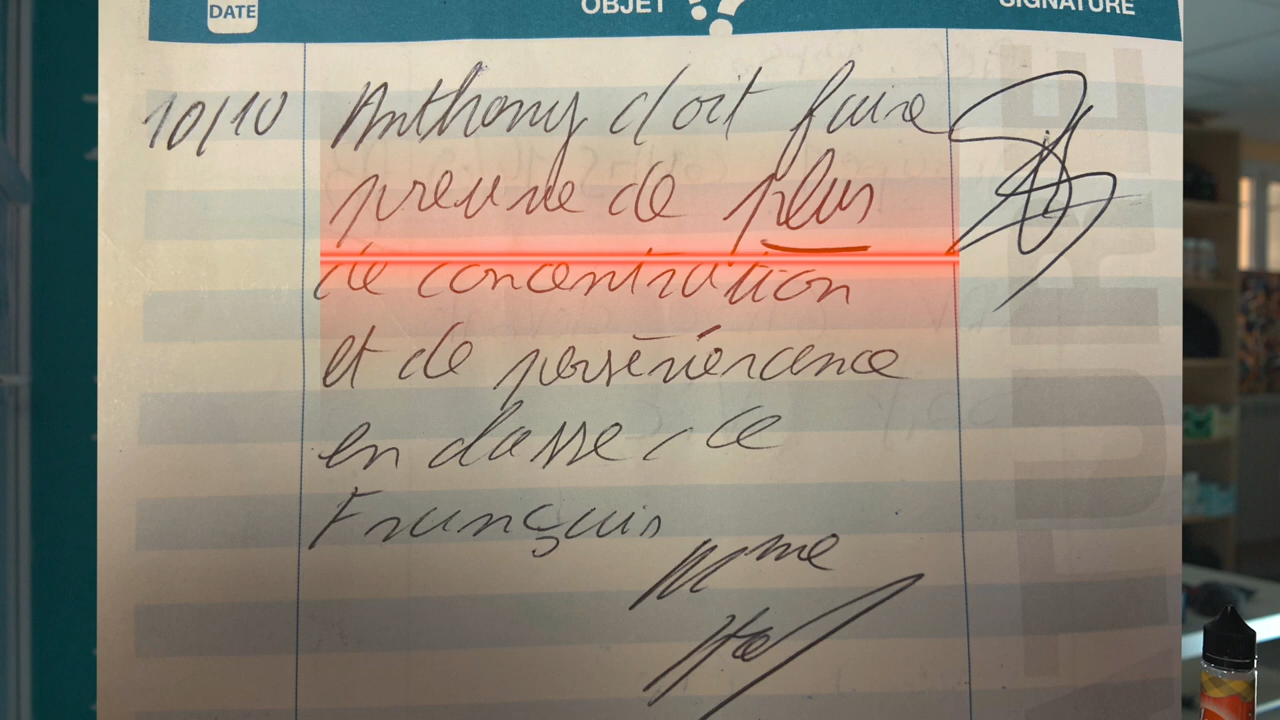 DATE OBJET !? SIGNATURE
10/10 Anthony doit faire
preuve de plus
de concentration
et de persévérance
en classe de
Français
Mme